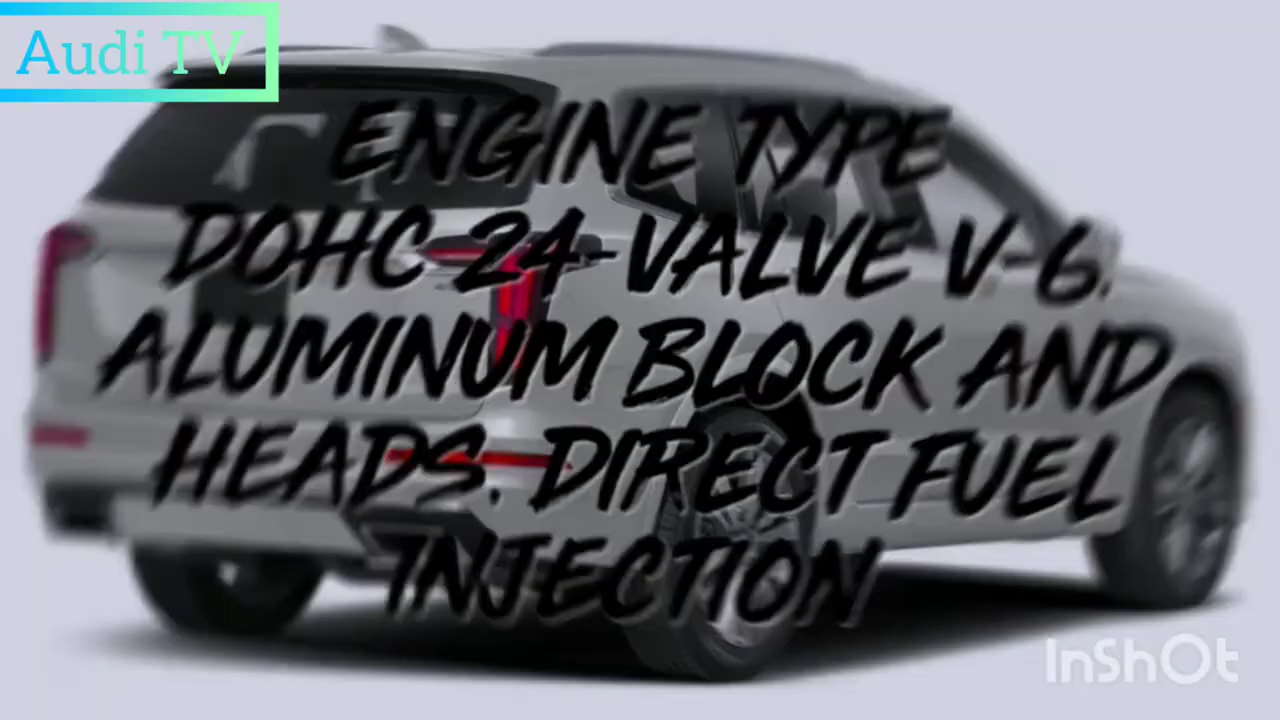 Audi TV
ENGINE TYPE
DOHC 24-VALVE V-6,
ALUMINUM BLOCK AND
HEADS, DIRECT FUEL
INJECTION
InShOt